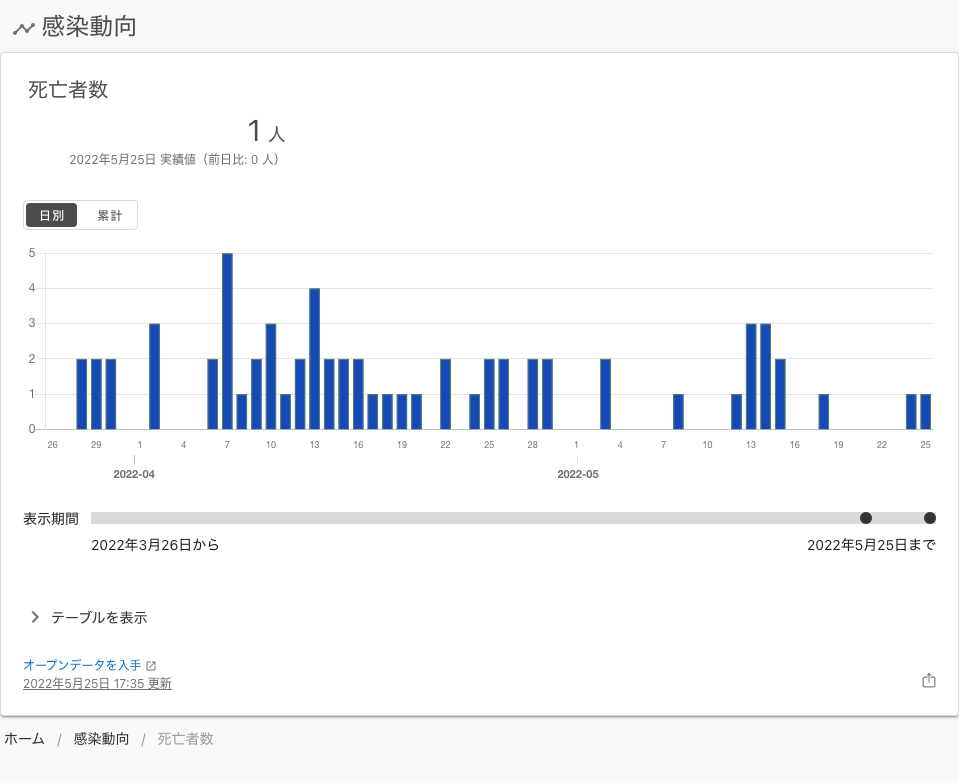 感染動向
死亡者数
1 人
2022年5月25日 実績値（前日比: 0 人）
日別 累計
5
4
3
2
1
0
26 29 1 4 7 10 13 16 19 22 25 28 1 4 7 10 13 16 19 22 25
2022-04 2022-05
表示期間
2022年3月26日から 2022年5月25日まで
テーブルを表示
オープンデータを入手
2022年5月25日 17:35 更新
ホーム / 感染動向 / 死亡者数